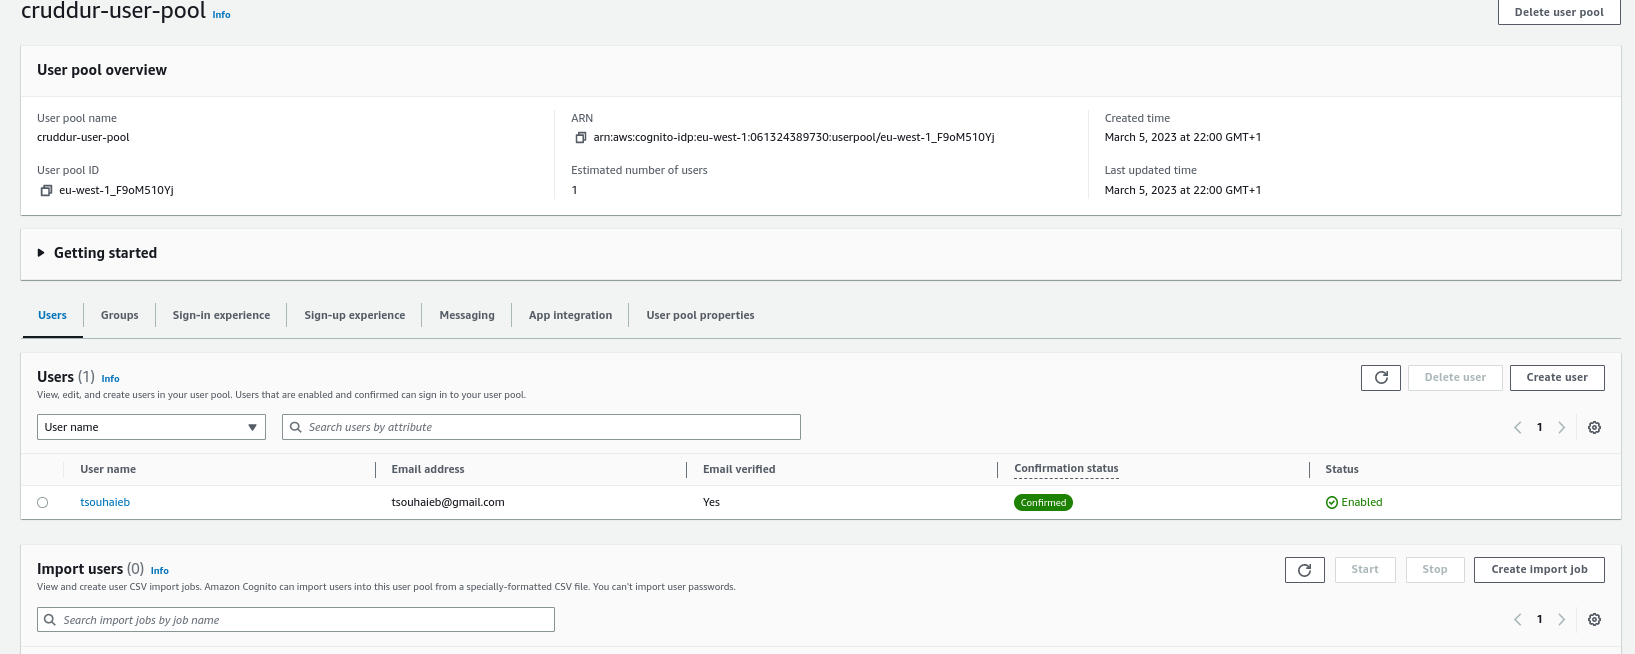 cruddur-user-pool Info
Delete user pool
User pool overview
User pool name
cruddur-user-pool
User pool ID
eu-west-1_F9oM510Yj
ARN
arn:aws:cognito-idp:eu-west-1:061324389730:userpool/eu-west-1_F9oM510Yj
Estimated number of users
1
Created time
March 5, 2023 at 22:00 GMT+1
Last updated time
March 5, 2023 at 22:00 GMT+1
Getting started
Users Groups Sign-in experience Sign-up experience Messaging App integration User pool properties
Users (1) Info
View, edit, and create users in your user pool. Users that are enabled and confirmed can sign in to your user pool.
Delete user Create user
User name Search users by attribute 1
User name Email address Email verified Confirmation status Status
tsouhaieb tsouhaieb@gmail.com Yes Confirmed Enabled
Import users (0) Info
View and create user CSV import jobs. Amazon Cognito can import users into this user pool from a specially-formatted CSV file. You can't import user passwords.
Start Stop Create import job
Search import jobs by job name 1